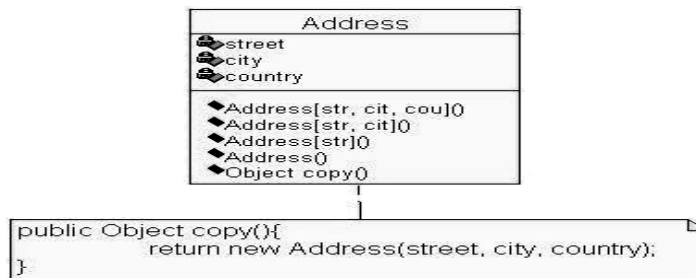 Address
street
city
country
Address[str, cit, cou]()
Address[str, cit]()
Address[str]()
Address()
Object copy()
public Object copy(){
return new Address(street, city, country);
}